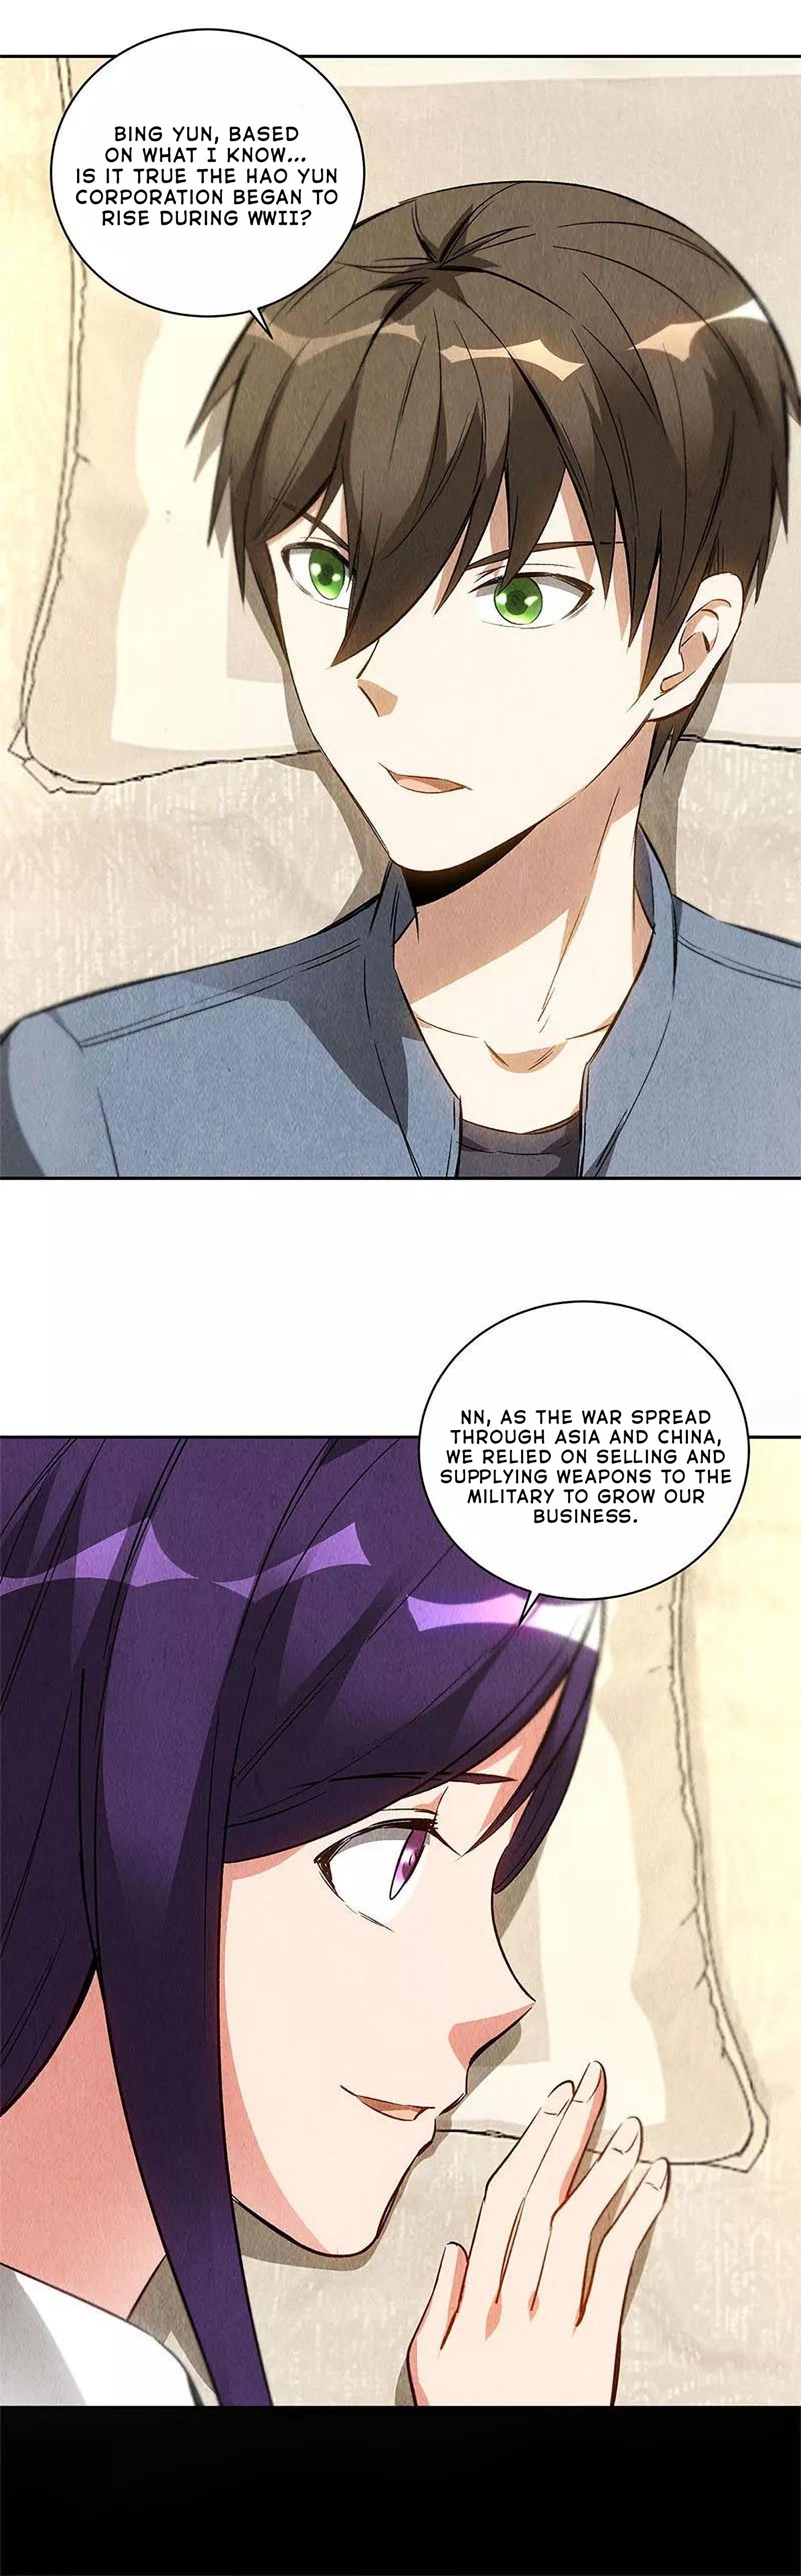 BING YUN, BASED
ON WHAT I KNOW...
IS IT TRUE THE HAO YUN
CORPORATION BEGAN TO
RISE DURING WWII?
NN, AS THE WAR SPREAD
THROUGH ASIA AND CHINA,
WE RELIED ON SELLING AND
SUPPLYING WEAPONS TO THE
MILITARY TO GROW OUR
BUSINESS.